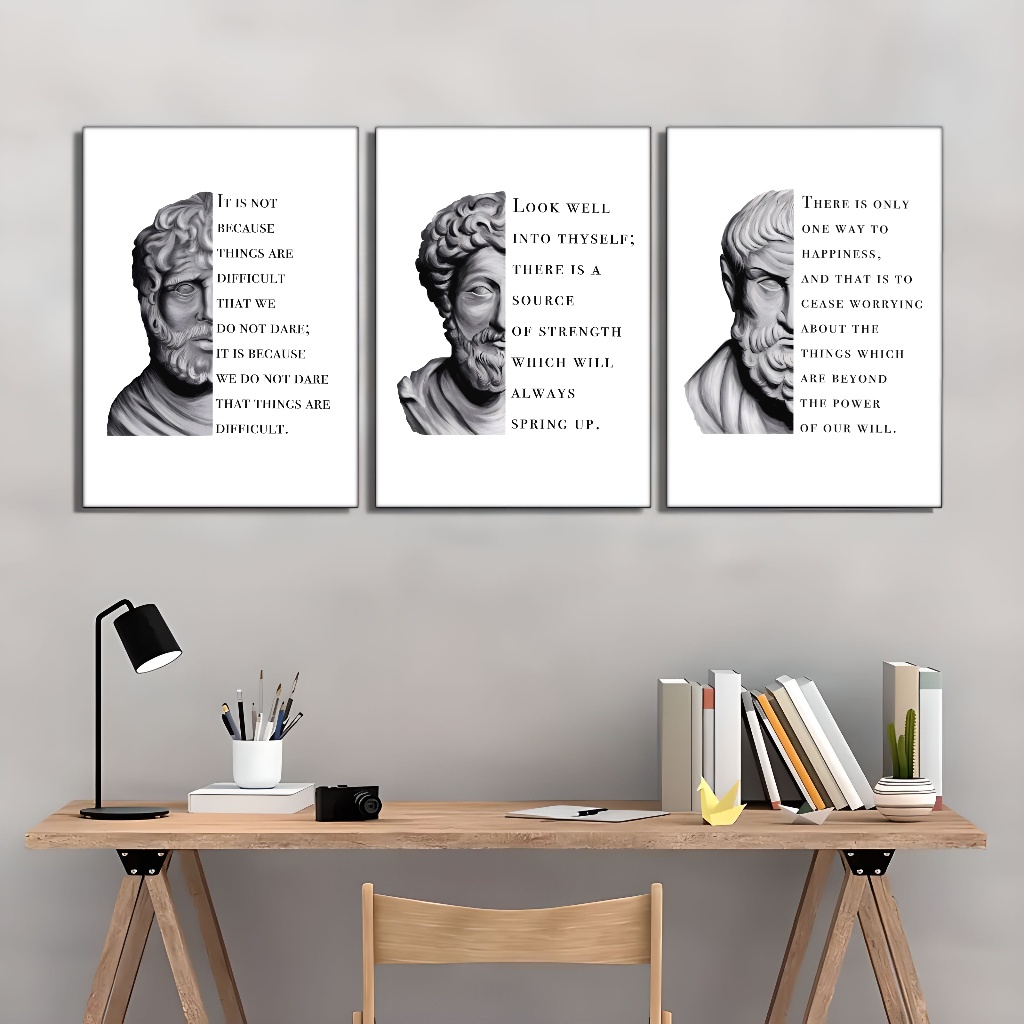 It is not
because
things are
difficult
that we
do not dare;
it is because
we do not dare
that things are
difficult.
Look well
into thyself;
there is a
source
of strength
which will
always
spring up.
There is only
one way to
happiness,
and that is to
cease worrying
about the
things which
are beyond
the power
of our will.